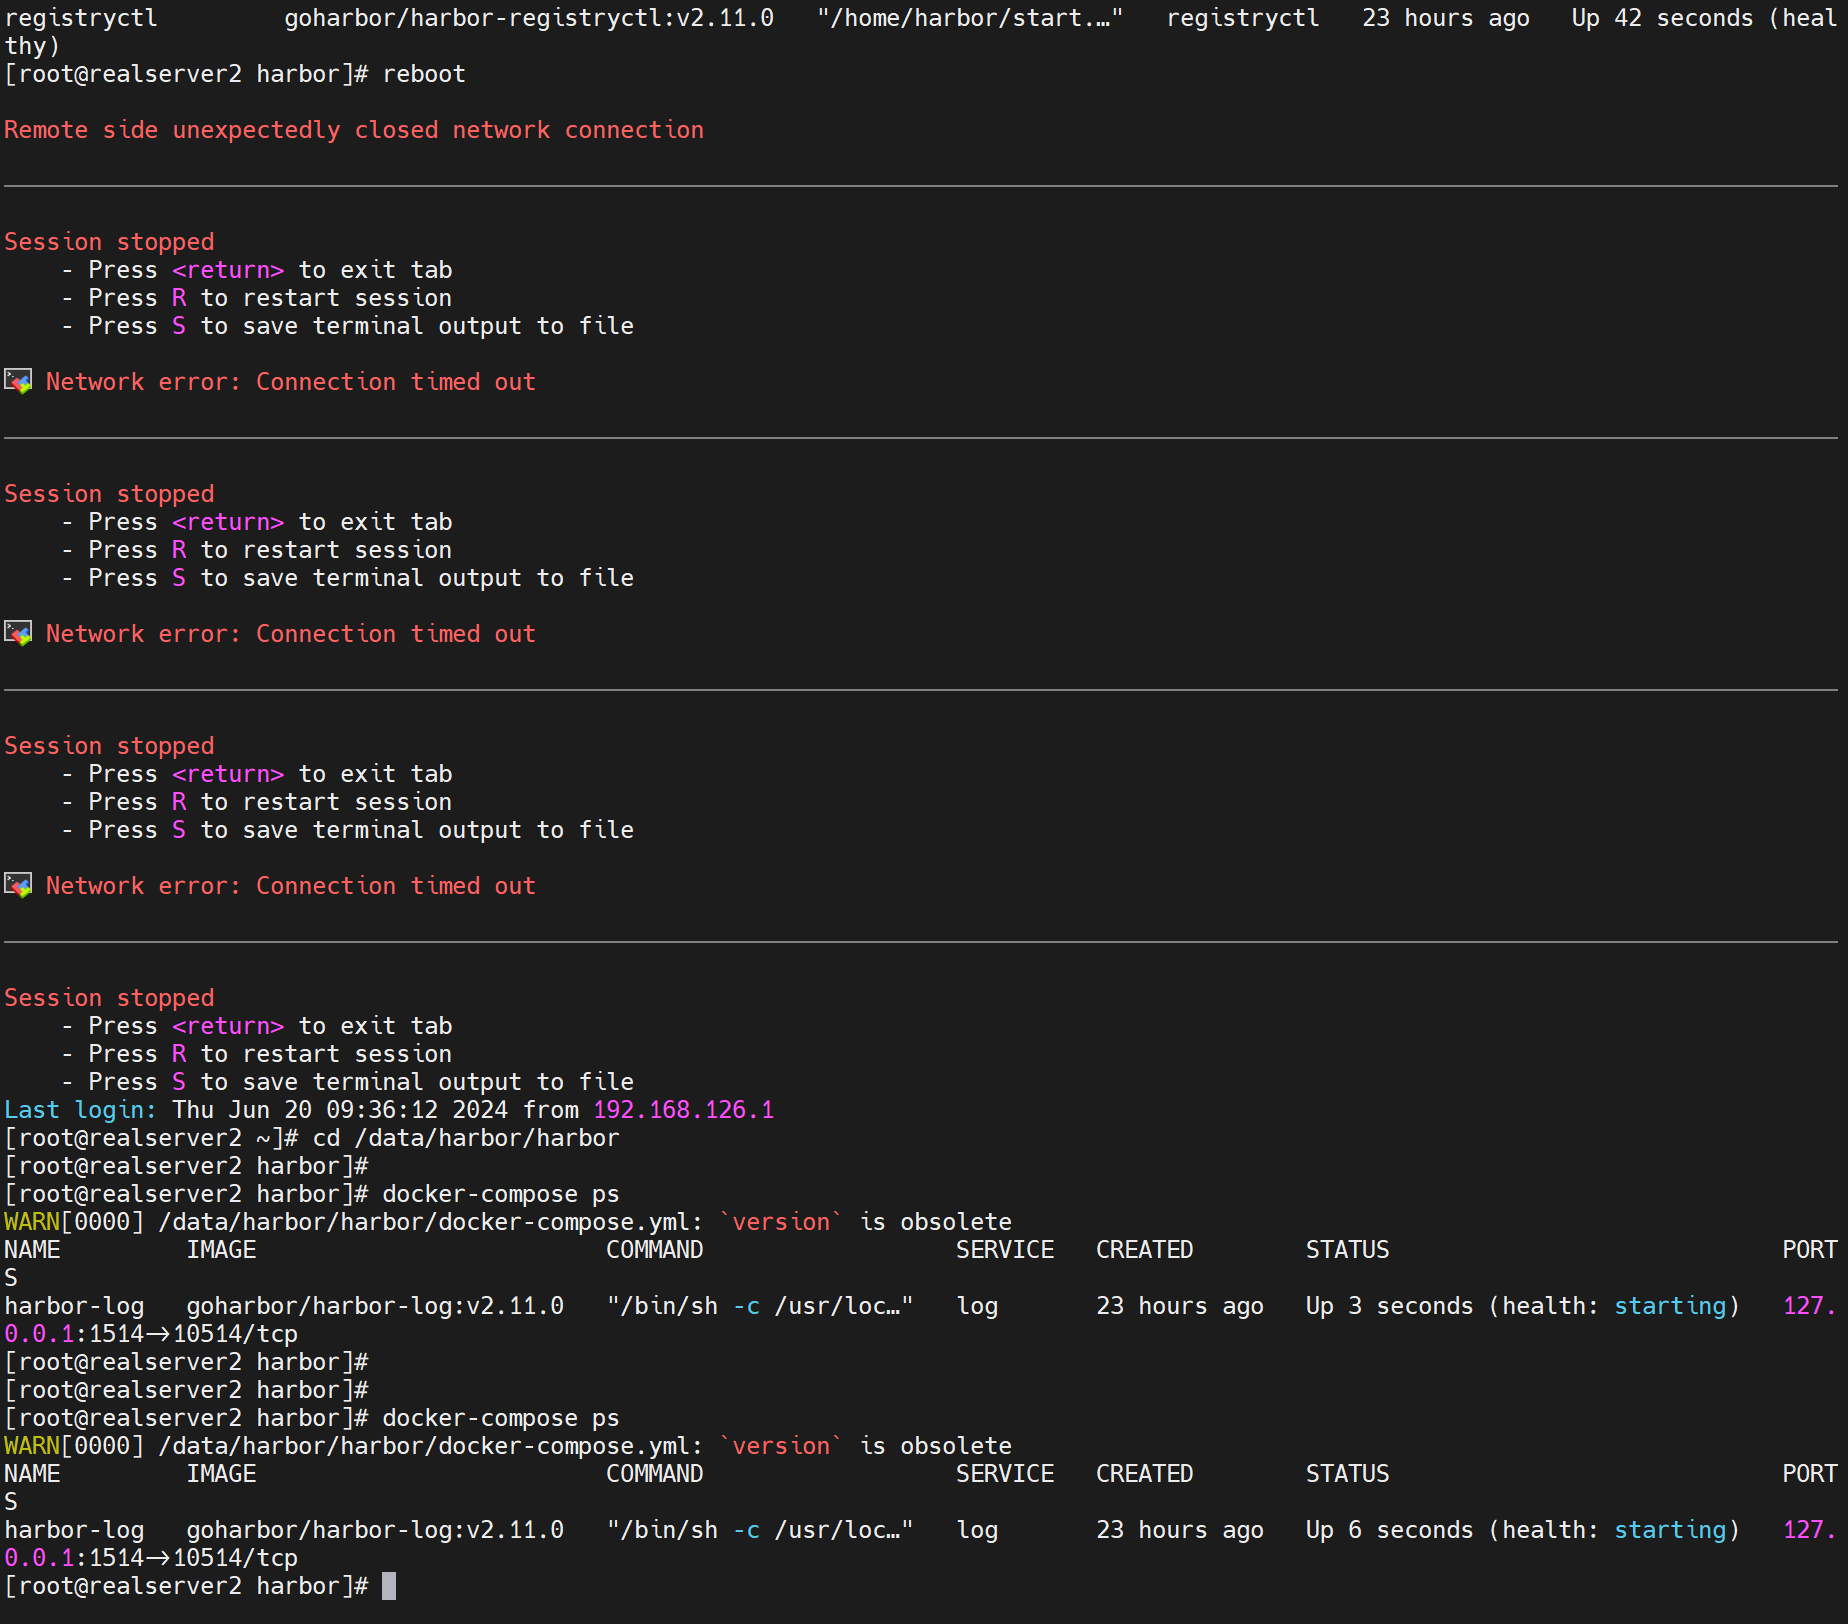 registryctl         goharbor/harbor-registryctl:v2.11.0   "/home/harbor/start.…"   registryctl   23 hours ago   Up 42 seconds (heal
thy)
[root@realserver2 harbor]# reboot
Remote side unexpectedly closed network connection
Session stopped
    - Press <return> to exit tab
    - Press R to restart session
    - Press S to save terminal output to file
Network error: Connection timed out
Session stopped
    - Press <return> to exit tab
    - Press R to restart session
    - Press S to save terminal output to file
Network error: Connection timed out
Session stopped
    - Press <return> to exit tab
    - Press R to restart session
    - Press S to save terminal output to file
Network error: Connection timed out
Session stopped
    - Press <return> to exit tab
    - Press R to restart session
    - Press S to save terminal output to file
Last login: Thu Jun 20 09:36:12 2024 from 192.168.126.1
[root@realserver2 ~]# cd /data/harbor/harbor
[root@realserver2 harbor]#
[root@realserver2 harbor]# docker-compose ps
WARN[0000] /data/harbor/harbor/docker-compose.yml: `version` is obsolete
NAME         IMAGE                         COMMAND                  SERVICE   CREATED        STATUS                            PORT
S
harbor-log   goharbor/harbor-log:v2.11.0   "/bin/sh -c /usr/loc…"   log       23 hours ago   Up 3 seconds (health: starting)   127.
0.0.1:1514->10514/tcp
[root@realserver2 harbor]#
[root@realserver2 harbor]#
[root@realserver2 harbor]# docker-compose ps
WARN[0000] /data/harbor/harbor/docker-compose.yml: `version` is obsolete
NAME         IMAGE                         COMMAND                  SERVICE   CREATED        STATUS                            PORT
S
harbor-log   goharbor/harbor-log:v2.11.0   "/bin/sh -c /usr/loc…"   log       23 hours ago   Up 6 seconds (health: starting)   127.
0.0.1:1514->10514/tcp
[root@realserver2 harbor]#